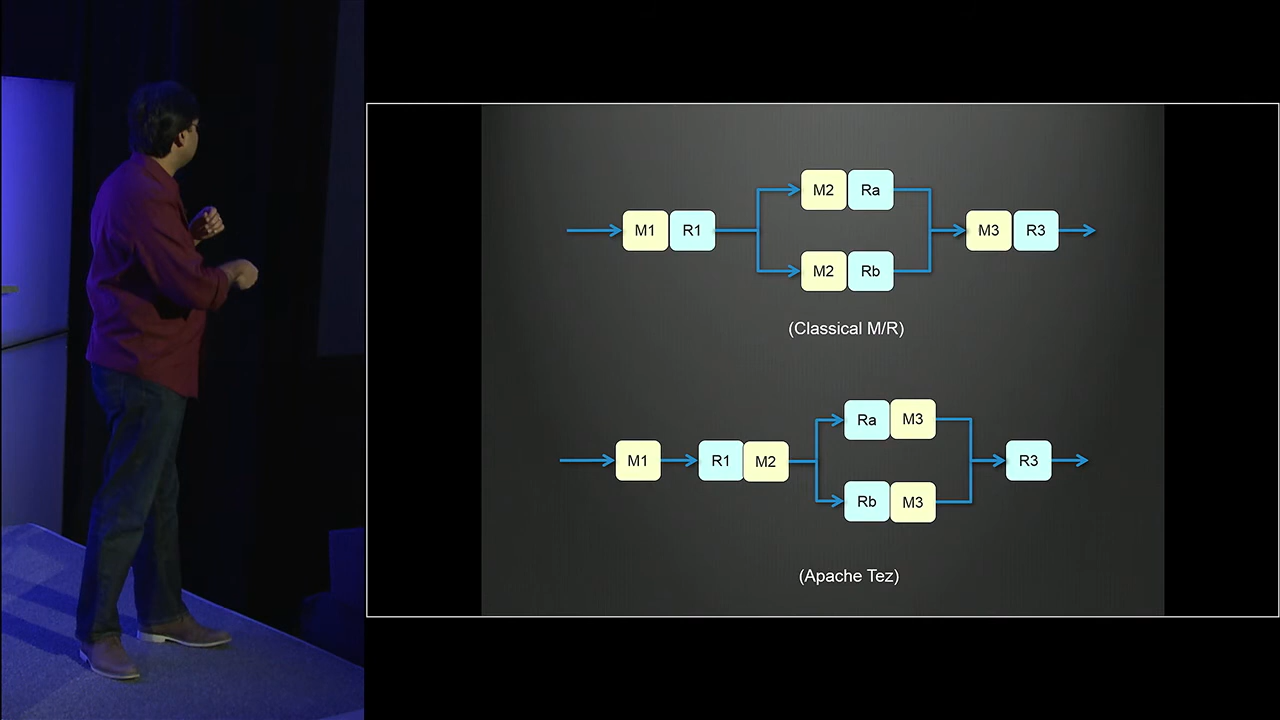 M2 Ra
M1 R1 M3 R3
M2 Rb
(Classical M/R)
Ra M3
M1 R1 M2 R3
Rb M3
(Apache Tez)